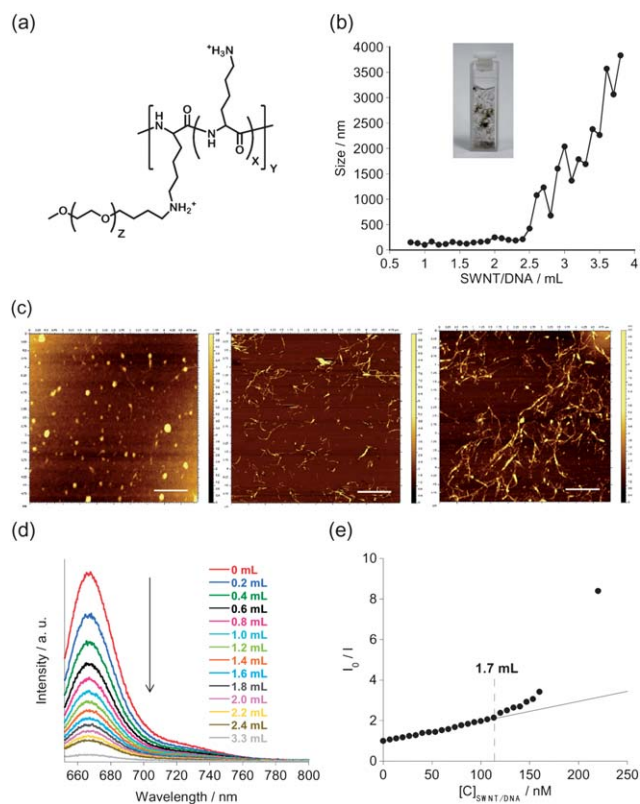 (a)
⁺H₃N
H
N
O
N
H
O
X
Y
O
O
Z
NH₂⁺
(b)
4000
3500
3000
2500
2000
1500
1000
500
0
Size / nm
0.5 1 1.5 2 2.5 3 3.5 4
SWNT/DNA / mL
(c)
(d)
Intensity / a. u.
0 mL
0.2 mL
0.4 mL
0.6 mL
0.8 mL
1.0 mL
1.2 mL
1.4 mL
1.6 mL
1.8 mL
2.0 mL
2.2 mL
2.4 mL
3.3 mL
660 680 700 720 740 760 780 800
Wavelength / nm
(e)
10
8
6
4
2
0
I₀ / I
1.7 mL
0 50 100 150 200 250
[C]SWNT/DNA / nM